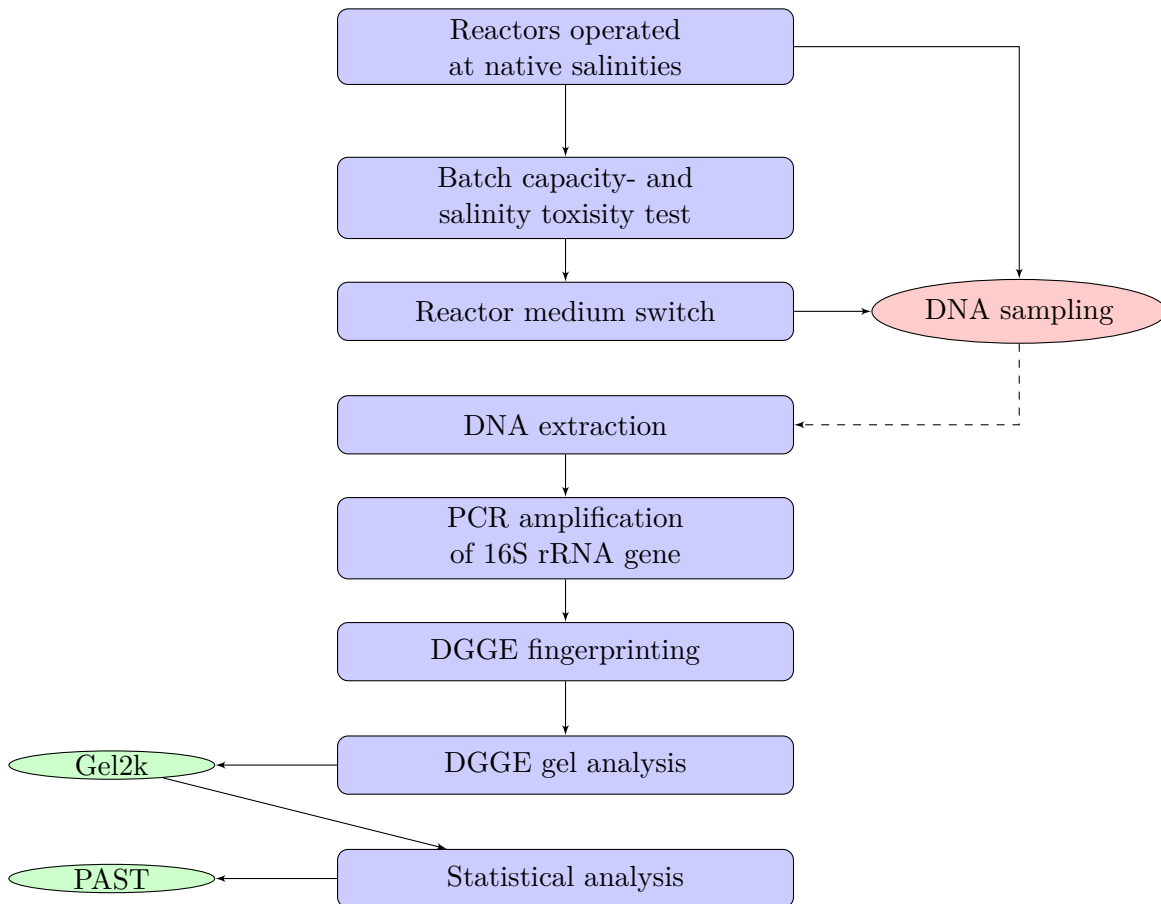 Reactors operated
at native salinities
Batch capacity- and
salinity toxisity test
Reactor medium switch
DNA sampling
DNA extraction
PCR amplification
of 16S rRNA gene
DGGE fingerprinting
Gel2k
DGGE gel analysis
PAST
Statistical analysis